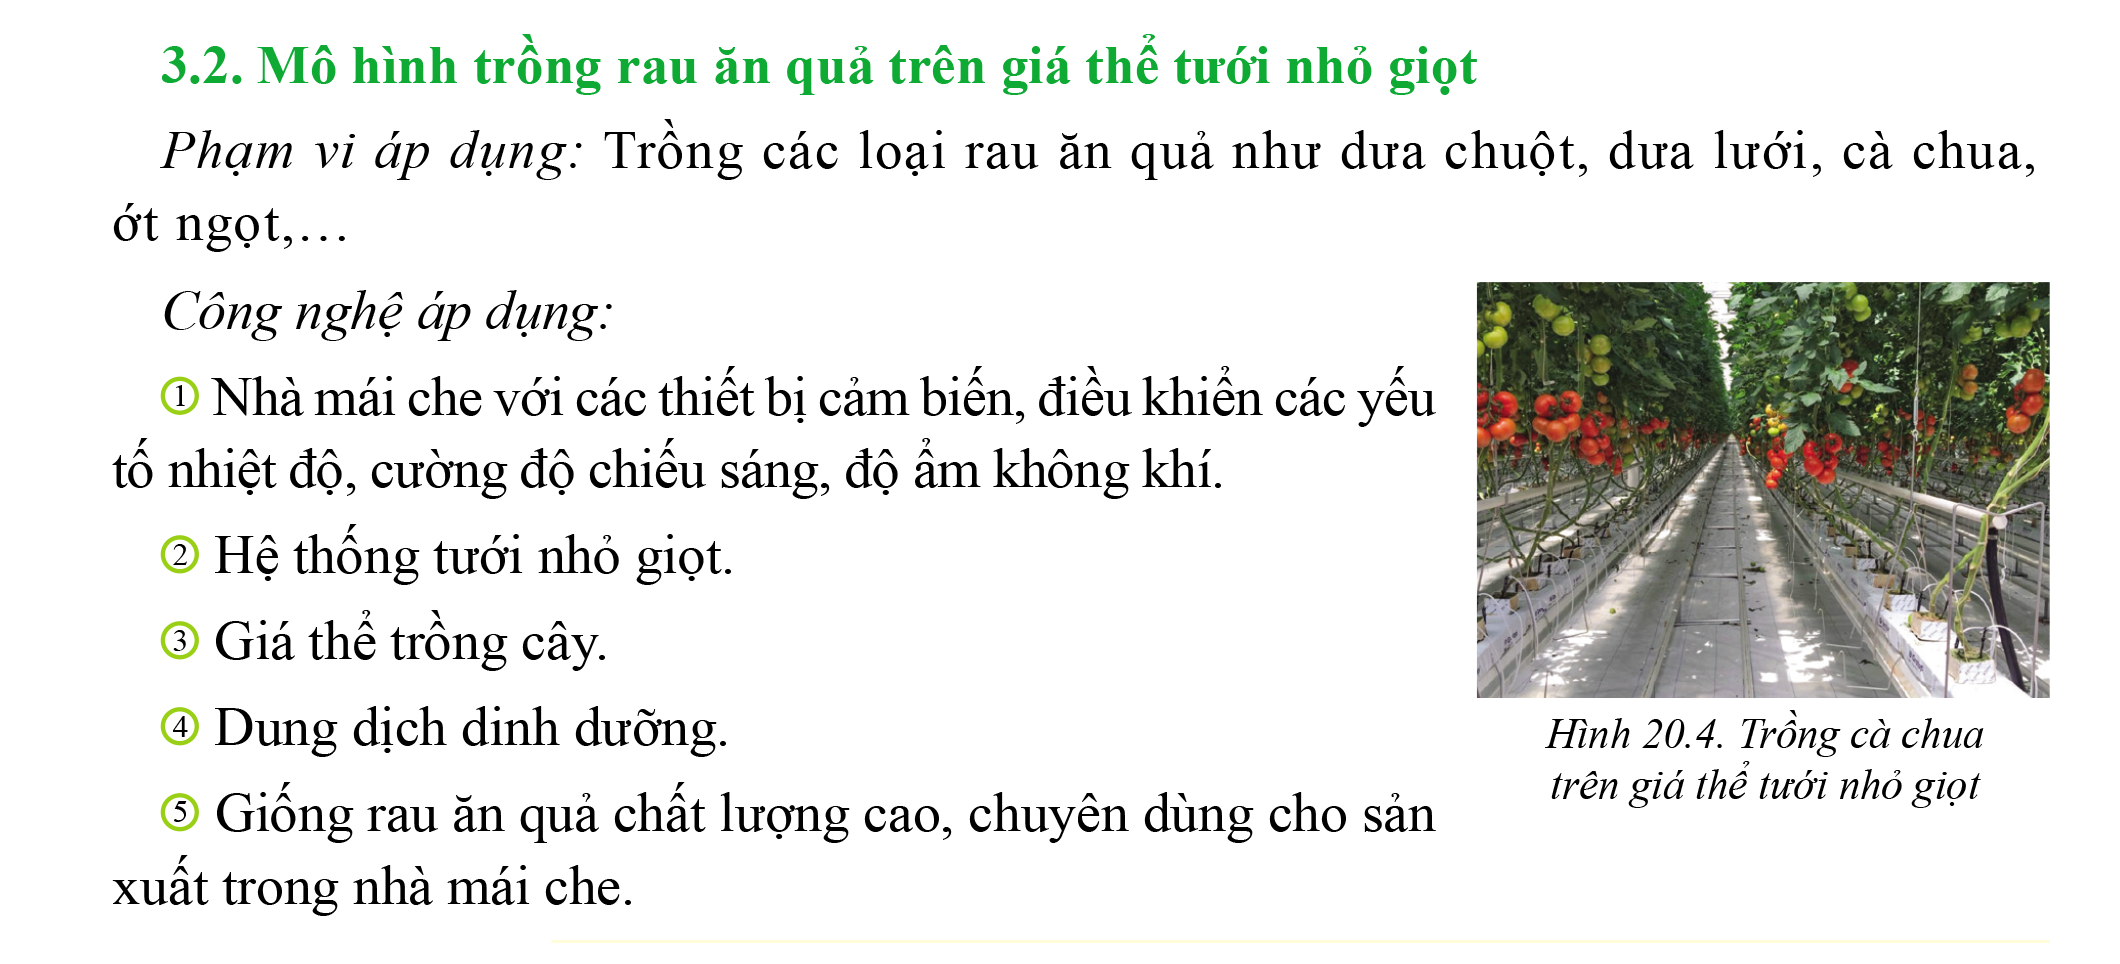 3.2. Mô hình trồng rau ăn quả trên giá thể tưới nhỏ giọt
Phạm vi áp dụng: Trồng các loại rau ăn quả như dưa chuột, dưa lưới, cà chua,
ớt ngọt,…
Công nghệ áp dụng:
① Nhà mái che với các thiết bị cảm biến, điều khiển các yếu
tố nhiệt độ, cường độ chiếu sáng, độ ẩm không khí.
② Hệ thống tưới nhỏ giọt.
③ Giá thể trồng cây.
④ Dung dịch dinh dưỡng.
⑤ Giống rau ăn quả chất lượng cao, chuyên dùng cho sản
xuất trong nhà mái che.
Hình 20.4. Trồng cà chua
trên giá thể tưới nhỏ giọt